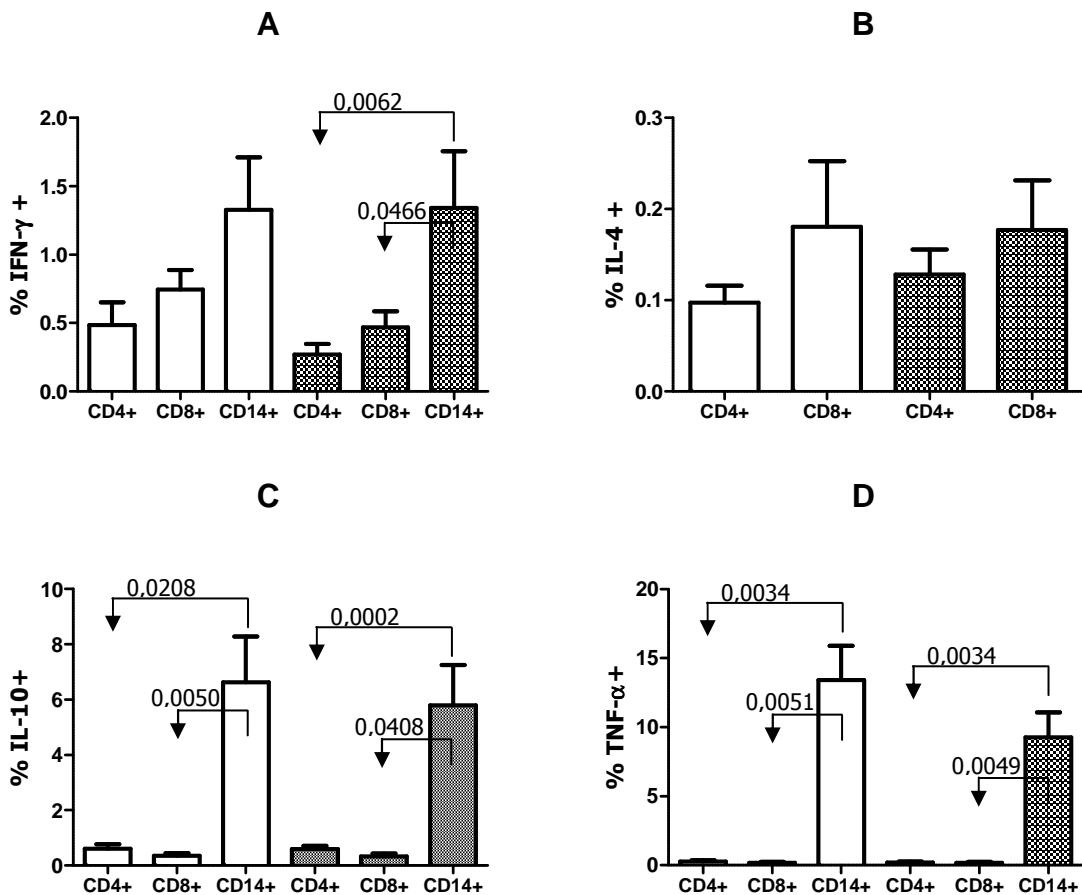 A
% IFN-γ +
2.0
1.5
1.0
0.5
0.0
0,0062
0,0466
CD4+ CD8+ CD14+ CD4+ CD8+ CD14+
B
% IL-4 +
0.3
0.2
0.1
0.0
CD4+ CD8+ CD4+ CD8+
C
% IL-10+
10
8
6
4
2
0
0,0208
0,0002
0,0050
0,0408
CD4+ CD8+ CD14+ CD4+ CD8+ CD14+
D
% TNF-α+
20
15
10
5
0
0,0034
0,0034
0,0051
0,0049
CD4+ CD8+ CD14+ CD4+ CD8+ CD14+